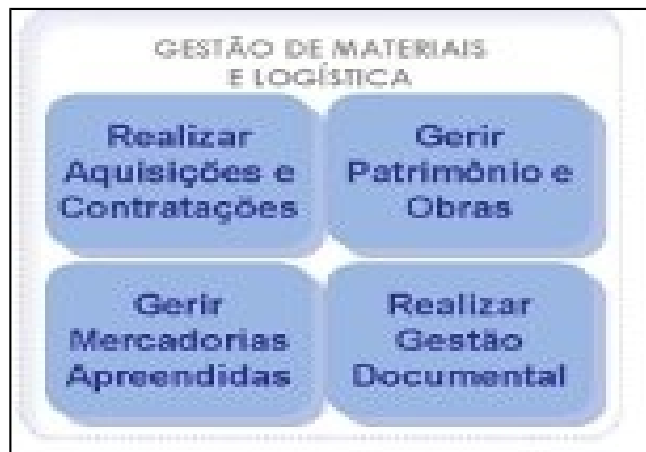 GESTÃO DE MATERIAIS
E LOGÍSTICA
Realizar
Aquisições e
Contratações
Gerir
Patrimônio e
Obras
Gerir
Mercadorias
Apreendidas
Realizar
Gestão
Documental